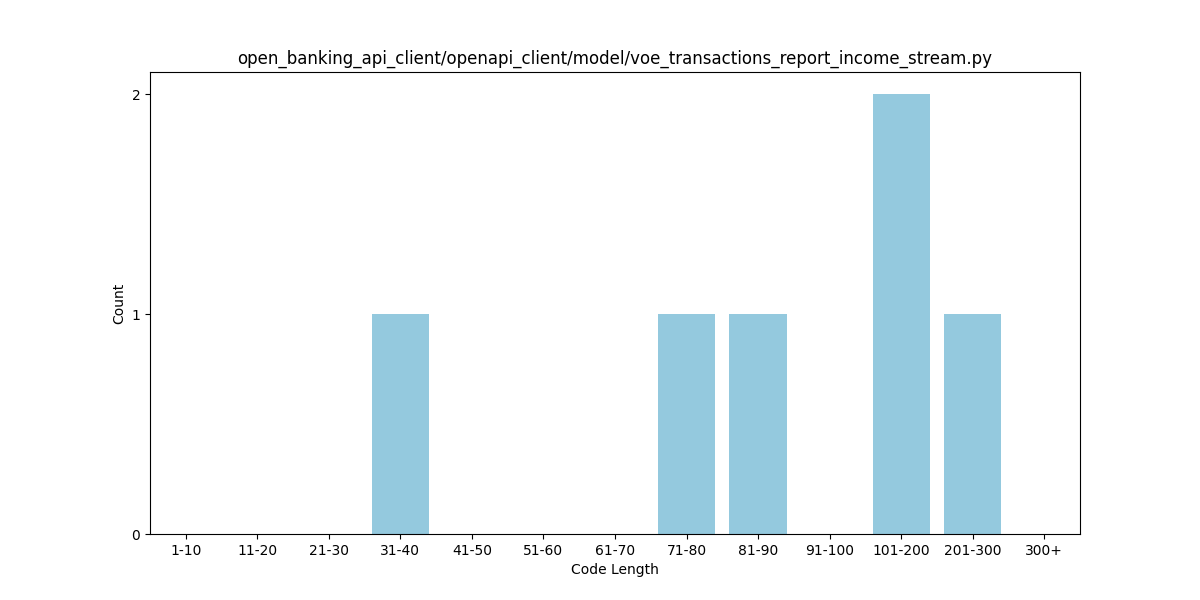 open_banking_api_client/openapi_client/model/voe_transactions_report_income_stream.py
2
1
0
Count
1-10 11-20 21-30 31-40 41-50 51-60 61-70 71-80 81-90 91-100 101-200 201-300 300+
Code Length